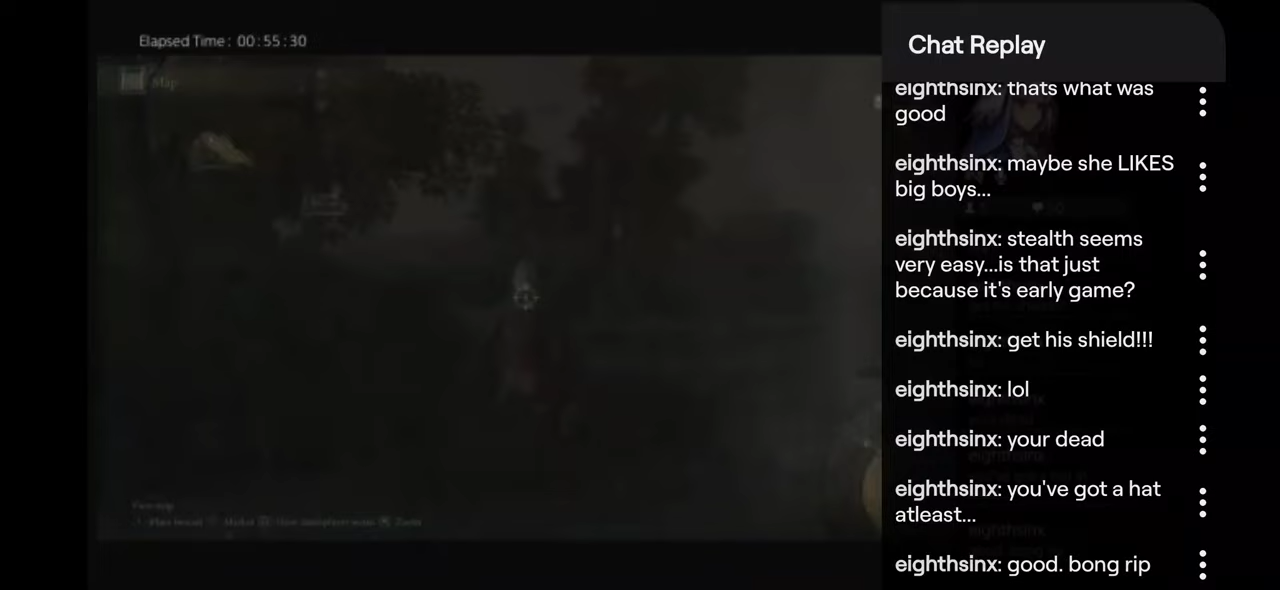 Elapsed Time: 00:55:30
Map
Chat Replay
eighthsinx: thats what was
good
eighthsinx: maybe she LIKES
big boys...
eighthsinx: stealth seems
very easy...is that just
because it's early game?
eighthsinx: get his shield!!!
eighthsinx: lol
eighthsinx: your dead
eighthsinx: you've got a hat
atleast...
eighthsinx: good. bong rip